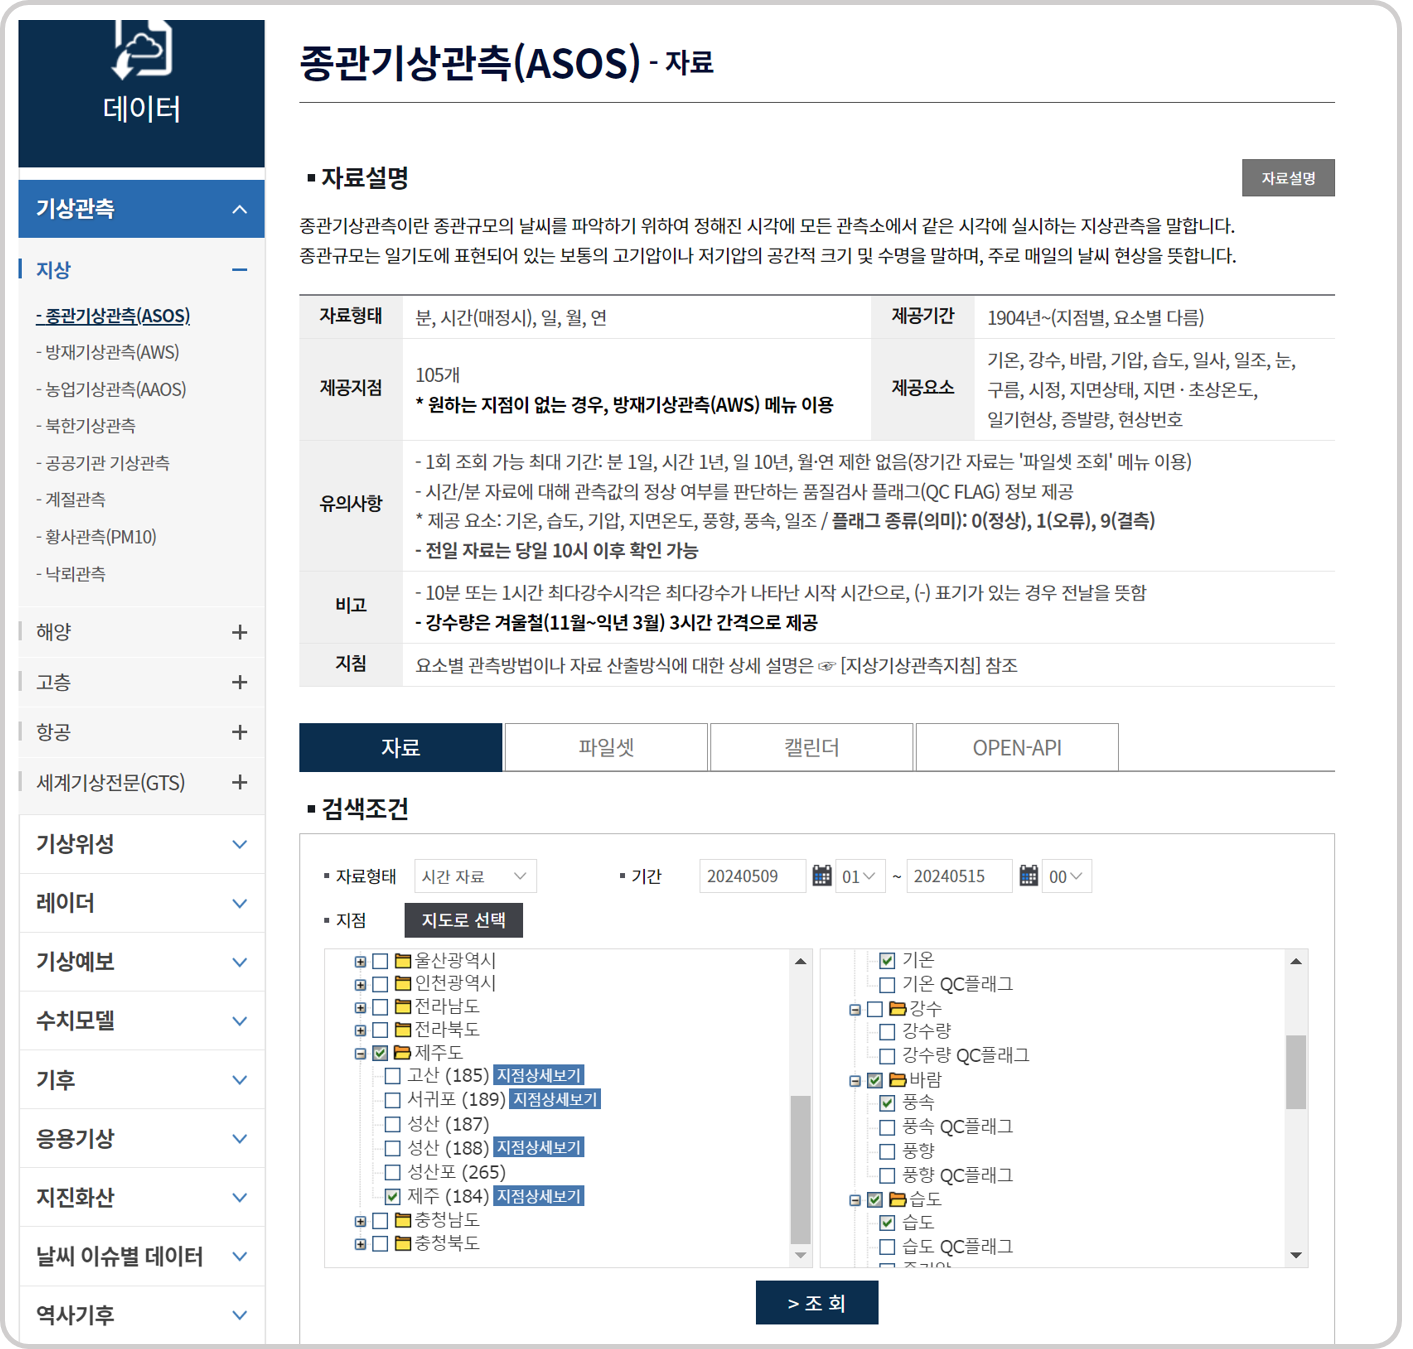 데이터
기상관측
지상
- 종관기상관측(ASOS)
- 방재기상관측(AWS)
- 농업기상관측(AAOS)
- 북한기상관측
- 공공기관 기상관측
- 계절관측
- 황사관측(PM10)
- 낙뢰관측
해양
고층
항공
세계기상전문(GTS)
기상위성
레이더
기상예보
수치모델
기후
응용기상
지진화산
날씨 이슈별 데이터
역사기후
종관기상관측(ASOS) - 자료
자료설명
자료설명
종관기상관측이란 종관규모의 날씨를 파악하기 위하여 정해진 시각에 모든 관측소에서 같은 시각에 실시하는 지상관측을 말합니다.
종관규모는 일기도에 표현되어 있는 보통의 고기압이나 저기압의 공간적 크기 및 수명을 말하며, 주로 매일의 날씨 현상을 뜻합니다.
자료형태 분, 시간(매정시), 일, 월, 연 제공기간 1904년~(지점별, 요소별 다름)
제공지점
105개
* 원하는 지점이 없는 경우, 방재기상관측(AWS) 메뉴 이용
제공요소
기온, 강수, 바람, 기압, 습도, 일사, 일조, 눈,
구름, 시정, 지면상태, 지면 · 초상온도,
일기현상, 증발량, 현상번호
유의사항
- 1회 조회 가능 최대 기간: 분 1일, 시간 1년, 일 10년, 월·연 제한 없음(장기간 자료는 '파일셋 조회' 메뉴 이용)
- 시간/분 자료에 대해 관측값의 정상 여부를 판단하는 품질검사 플래그(QC FLAG) 정보 제공
* 제공 요소: 기온, 습도, 기압, 지면온도, 풍향, 풍속, 일조 / 플래그 종류(의미): 0(정상), 1(오류), 9(결측)
- 전일 자료는 당일 10시 이후 확인 가능
비고
- 10분 또는 1시간 최다강수시각은 최다강수가 나타난 시작 시간으로, (-) 표기가 있는 경우 전날을 뜻함
- 강수량은 겨울철(11월~익년 3월) 3시간 간격으로 제공
지침 요소별 관측방법이나 자료 산출방식에 대한 상세 설명은 ☞ [지상기상관측지침] 참조
자료 파일셋 캘린더 OPEN-API
검색조건
자료형태 시간 자료 기간 20240509 01 ~ 20240515 00
지점 지도로 선택
울산광역시
인천광역시
전라남도
전라북도
제주도
고산 (185) 지점상세보기
서귀포 (189) 지점상세보기
성산 (187)
성산 (188) 지점상세보기
성산포 (265)
제주 (184) 지점상세보기
충청남도
충청북도
기온
기온 QC플래그
강수
강수량
강수량 QC플래그
바람
풍속
풍속 QC플래그
풍향
풍향 QC플래그
습도
습도
습도 QC플래그
> 조 회